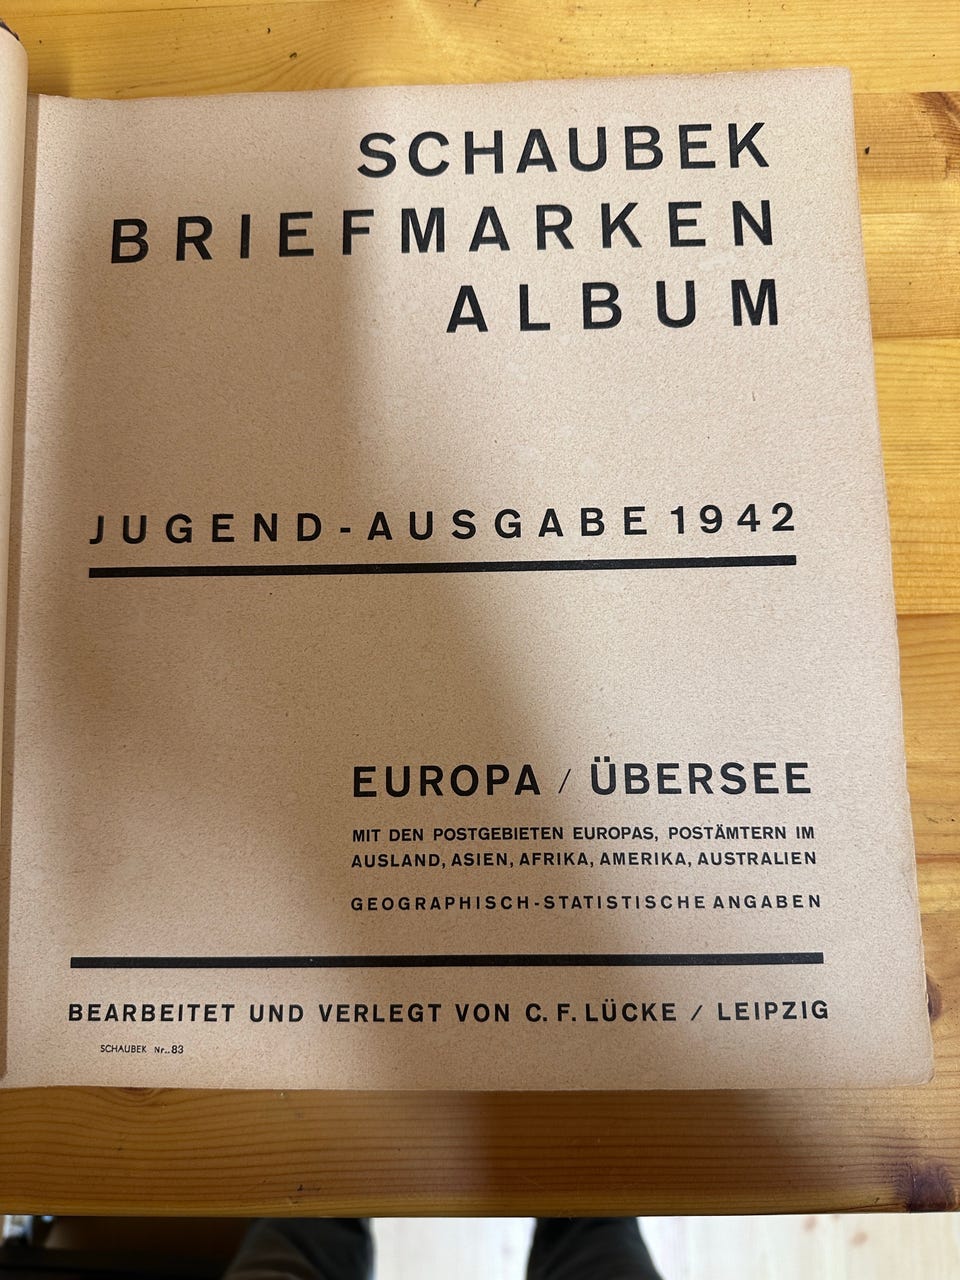 SCHAUBEK
BRIEFMARKEN
ALBUM
JUGEND-AUSGABE 1942
EUROPA / ÜBERSEE
MIT DEN POSTGEBIETEN EUROPAS, POSTÄMTERN IM
AUSLAND, ASIEN, AFRIKA, AMERIKA, AUSTRALIEN
GEOGRAPHISCH-STATISTISCHE ANGABEN
BEARBEITET UND VERLEGT VON C. F. LÜCKE / LEIPZIG
SCHAUBEK Nr.. 83